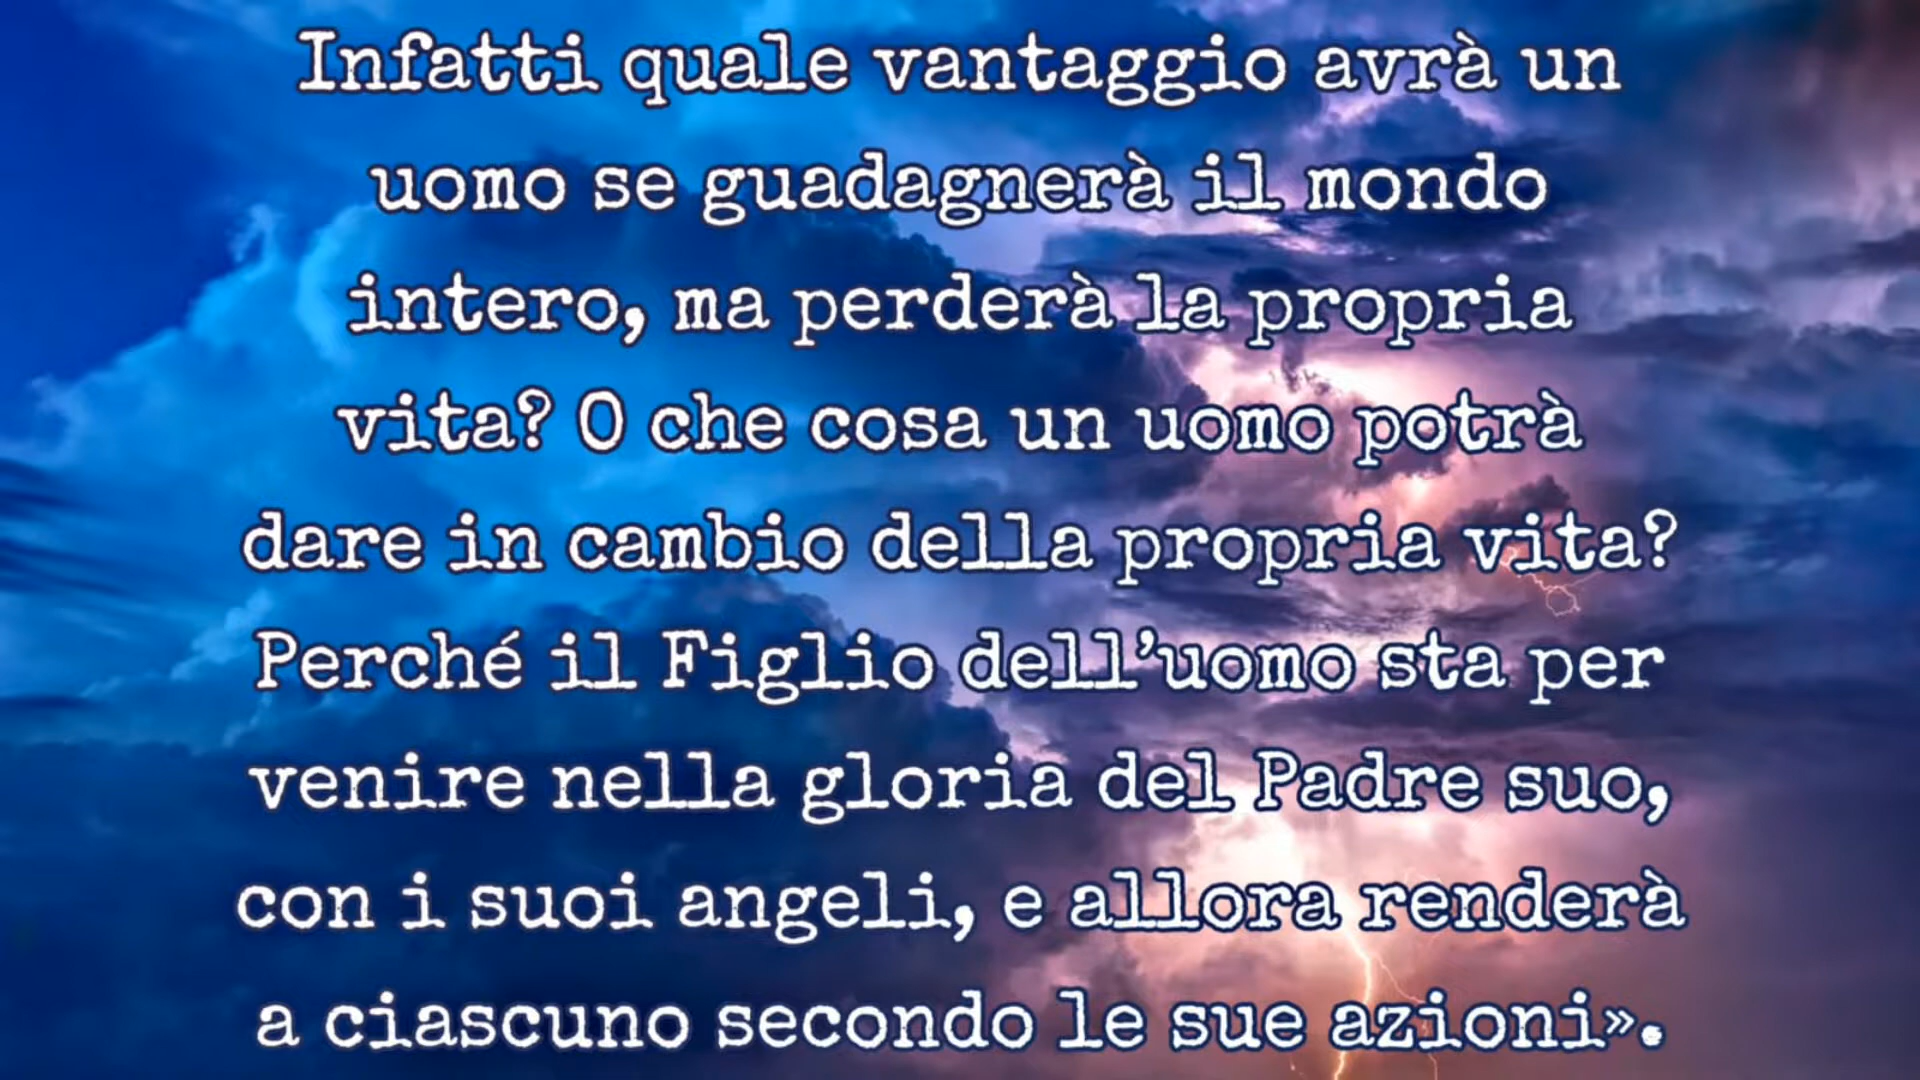 Infatti quale vantaggio avrà un
uomo se guadagnerà il mondo
intero, ma perderà la propria
vita? O che cosa un uomo potrà
dare in cambio della propria vita?
Perché il Figlio dell’uomo sta per
venire nella gloria del Padre suo,
con i suoi angeli, e allora renderà
a ciascuno secondo le sue azioni».